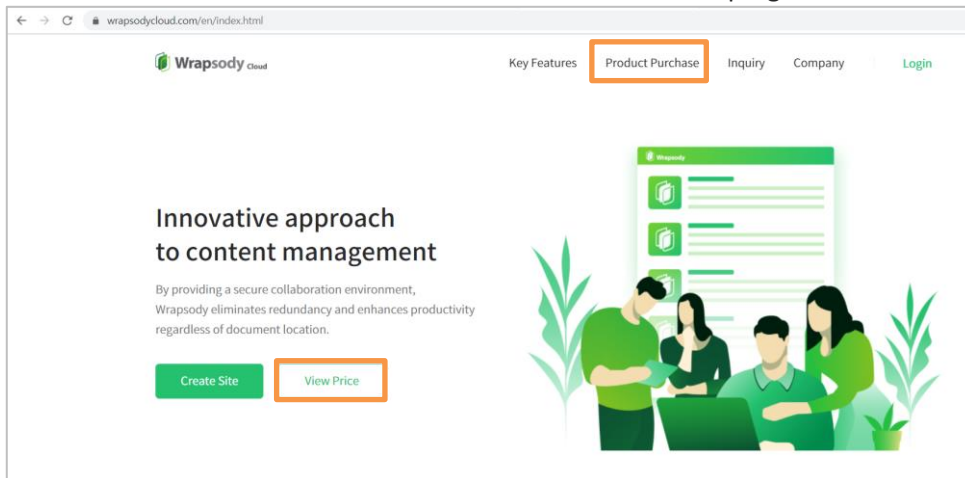 wrapsodycloud.com/en/index.html
Wrapsody Cloud
Key Features Product Purchase Inquiry Company Login
Wrapsody
Innovative approach
to content management
By providing a secure collaboration environment,
Wrapsody eliminates redundancy and enhances productivity
regardless of document location.
Create Site View Price